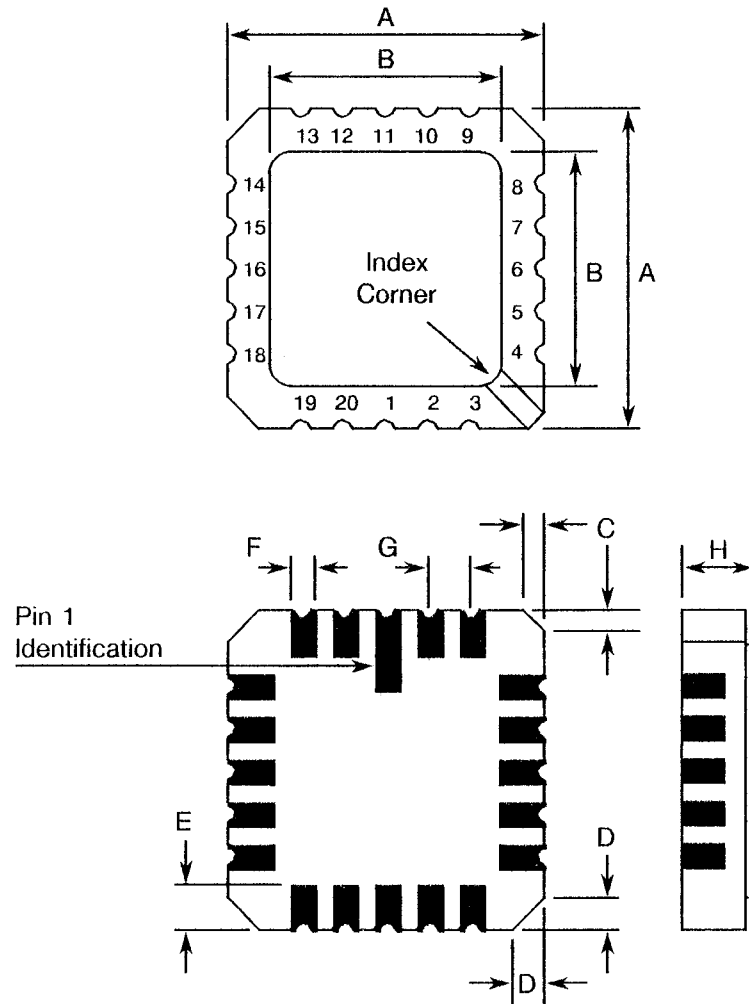 A
B
13 12 11 10 9
14 8
15 7
16 6
17 5
18 4
Index
Corner
B
A
19 20 1 2 3
F
G
C
H
Pin 1
Identification
E
D
D